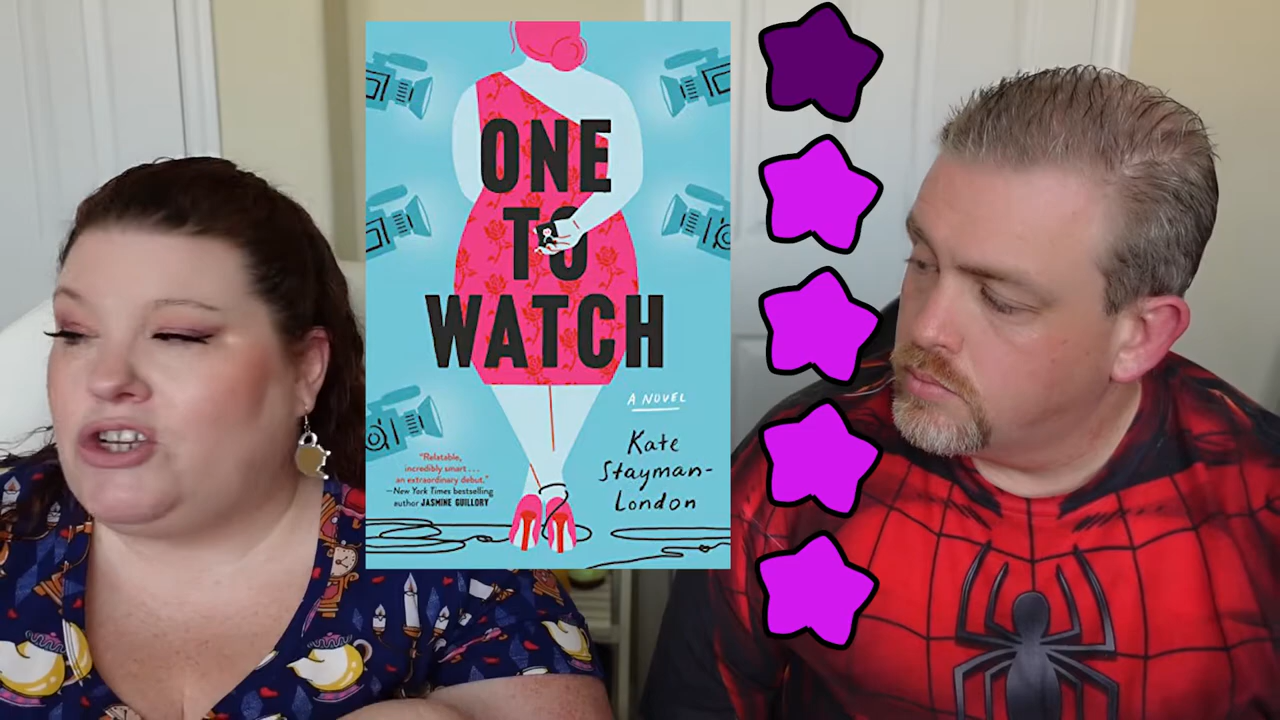 ONE
TO
WATCH
A NOVEL
Kate
Stayman-
London
"Relatable,
incredibly smart . . .
an extraordinary debut."
—New York Times bestselling
author JASMINE GUILLORY